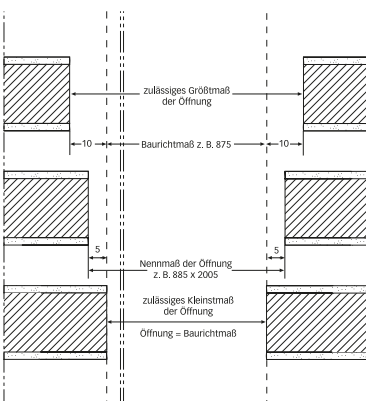 zulässiges Größtmaß
der Öffnung
10
Baurichtmaß z. B. 875
10
5
5
Nennmaß der Öffnung
z. B. 885 x 2005
zulässiges Kleinstmaß
der Öffnung
Öffnung = Baurichtmaß